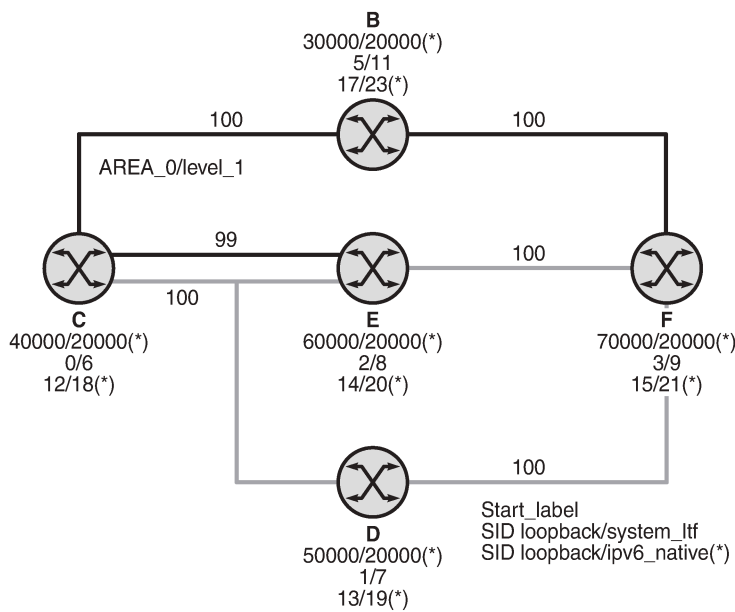 B
30000/20000(*)
5/11
17/23(*)
100
100
AREA_0/level_1
99
100
100
C
40000/20000(*)
0/6
12/18(*)
E
60000/20000(*)
2/8
14/20(*)
F
70000/20000(*)
3/9
15/21(*)
100
D
50000/20000(*)
1/7
13/19(*)
Start_label
SID loopback/system_ltf
SID loopback/ipv6_native(*)